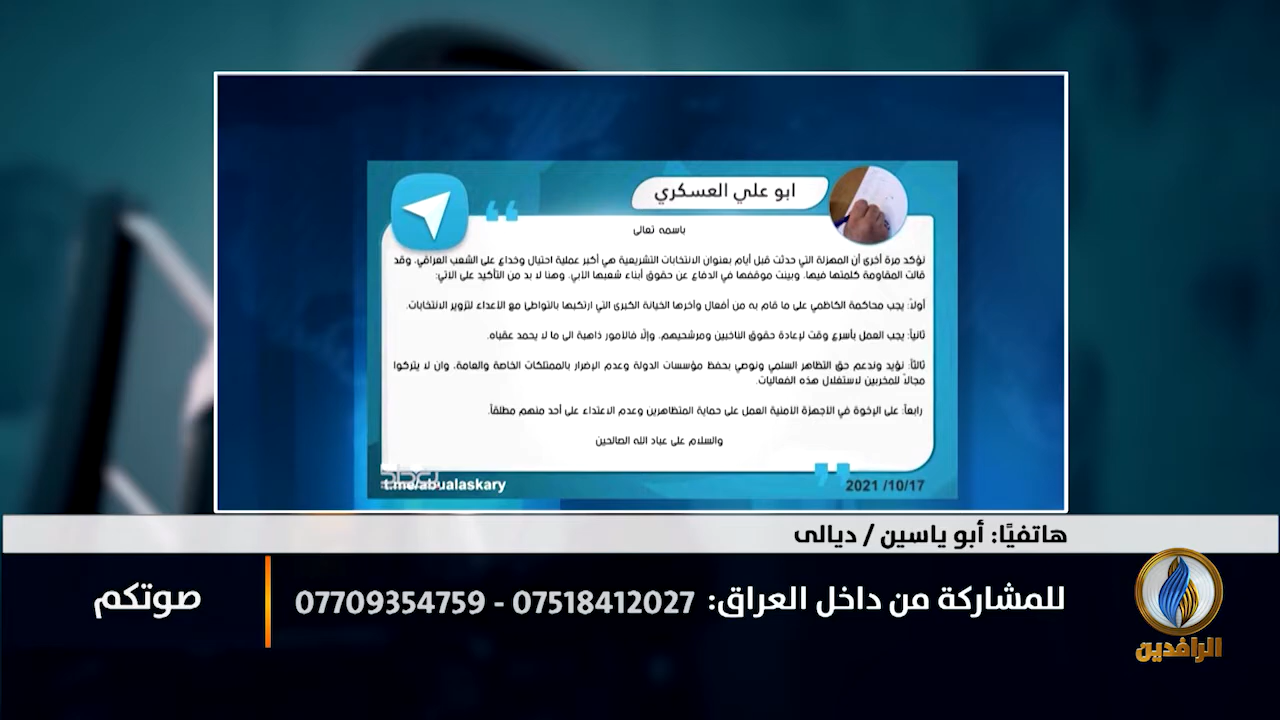 ابو علي العسكري
باسمه تعالى
نؤكد مرة أخرى أن المهزلة التي حدثت قبل أيام بعنوان الانتخابات التشريعية هي أكبر عملية احتيال وخداع على الشعب العراقي، وقد
قالت المقاومة كلمتها فيها، وبينت موقفها في الدفاع عن حقوق أبناء شعبها الأبي، وهنا لا بد من التأكيد على الآتي:
أولاً: يجب محاكمة الكاظمي على ما قام به من أفعال وآخرها الخيانة الكبرى التي ارتكبها بالتواطئ مع الأعداء لتزوير الانتخابات.
ثانياً: يجب العمل بأسرع وقت لإعادة حقوق الناخبين ومرشحيهم، وإلّا فالأمور ذاهبة الى ما لا يحمد عقباه.
ثالثاً: نؤيد وندعم حق التظاهر السلمي ونوصي بحفظ مؤسسات الدولة وعدم الإضرار بالممتلكات الخاصة والعامة، وان لا يتركوا
مجالاً للمخربين لاستغلال هذه الفعاليات.
رابعاً: على الإخوة في الأجهزة الأمنية العمل على حماية المتظاهرين وعدم الاعتداء على أحد منهم مطلقاً.
والسلام على عباد الله الصالحين
t.me/abualaskary
2021 /10/17
هاتفيًا: أبو ياسين / ديالى
للمشاركة من داخل العراق: 07518412027 - 07709354759
صوتكم
الرافدين